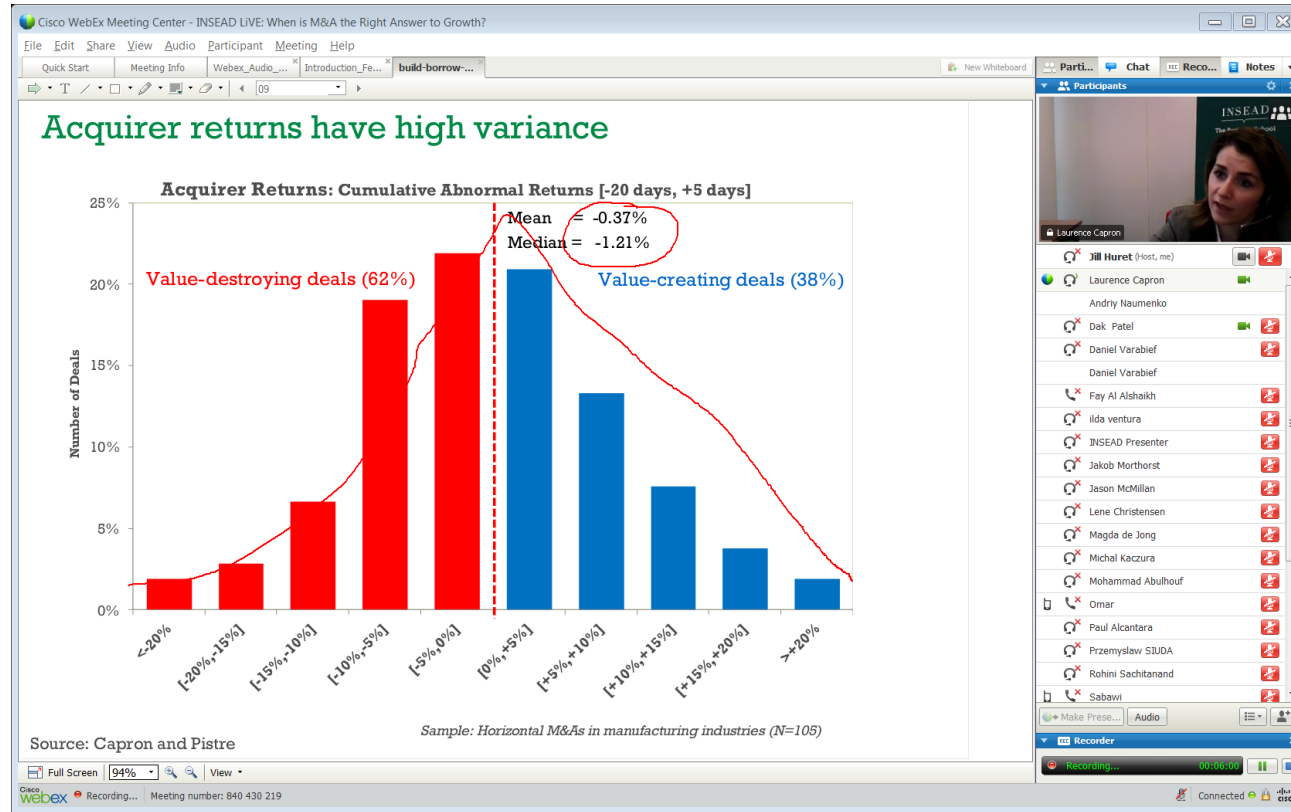 Cisco WebEx Meeting Center - INSEAD LiVE: When is M&A the Right Answer to Growth?
File Edit Share View Audio Participant Meeting Help
Quick Start Meeting Info Webex_Audio_... Introduction_Fe... build-borrow-... New Whiteboard
09
Parti... Chat Reco... Notes
Participants
INSEAD
Laurence Capron
Acquirer returns have high variance
Acquirer Returns: Cumulative Abnormal Returns [-20 days, +5 days]
Mean = -0.37%
Median = -1.21%
Value-destroying deals (62%)
Value-creating deals (38%)
Number of Deals
25%
20%
15%
10%
5%
0%
<-20%
[-20%,-15%]
[-15%,-10%]
[-10%,-5%]
[-5%,0%]
[0%,+5%]
[+5%,+10%]
[+10%,+15%]
[+15%,+20%]
>+20%
Sample: Horizontal M&As in manufacturing industries (N=105)
Source: Capron and Pistre
Jill Huret (Host, me)
Laurence Capron
Andriy Naumenko
Dak Patel
Daniel Varabief
Daniel Varabief
Fay Al Alshaikh
ilda ventura
INSEAD Presenter
Jakob Morthorst
Jason McMillan
Lene Christensen
Magda de Jong
Michal Kaczura
Mohammad Abulhouf
Omar
Paul Alcantara
Przemyslaw SIUDA
Rohini Sachitanand
Sabawi
Make Prese... Audio
Recorder
Recording... 00:06:00
Full Screen 94% View
Cisco WebEx Recording... Meeting number: 840 430 219
Connected